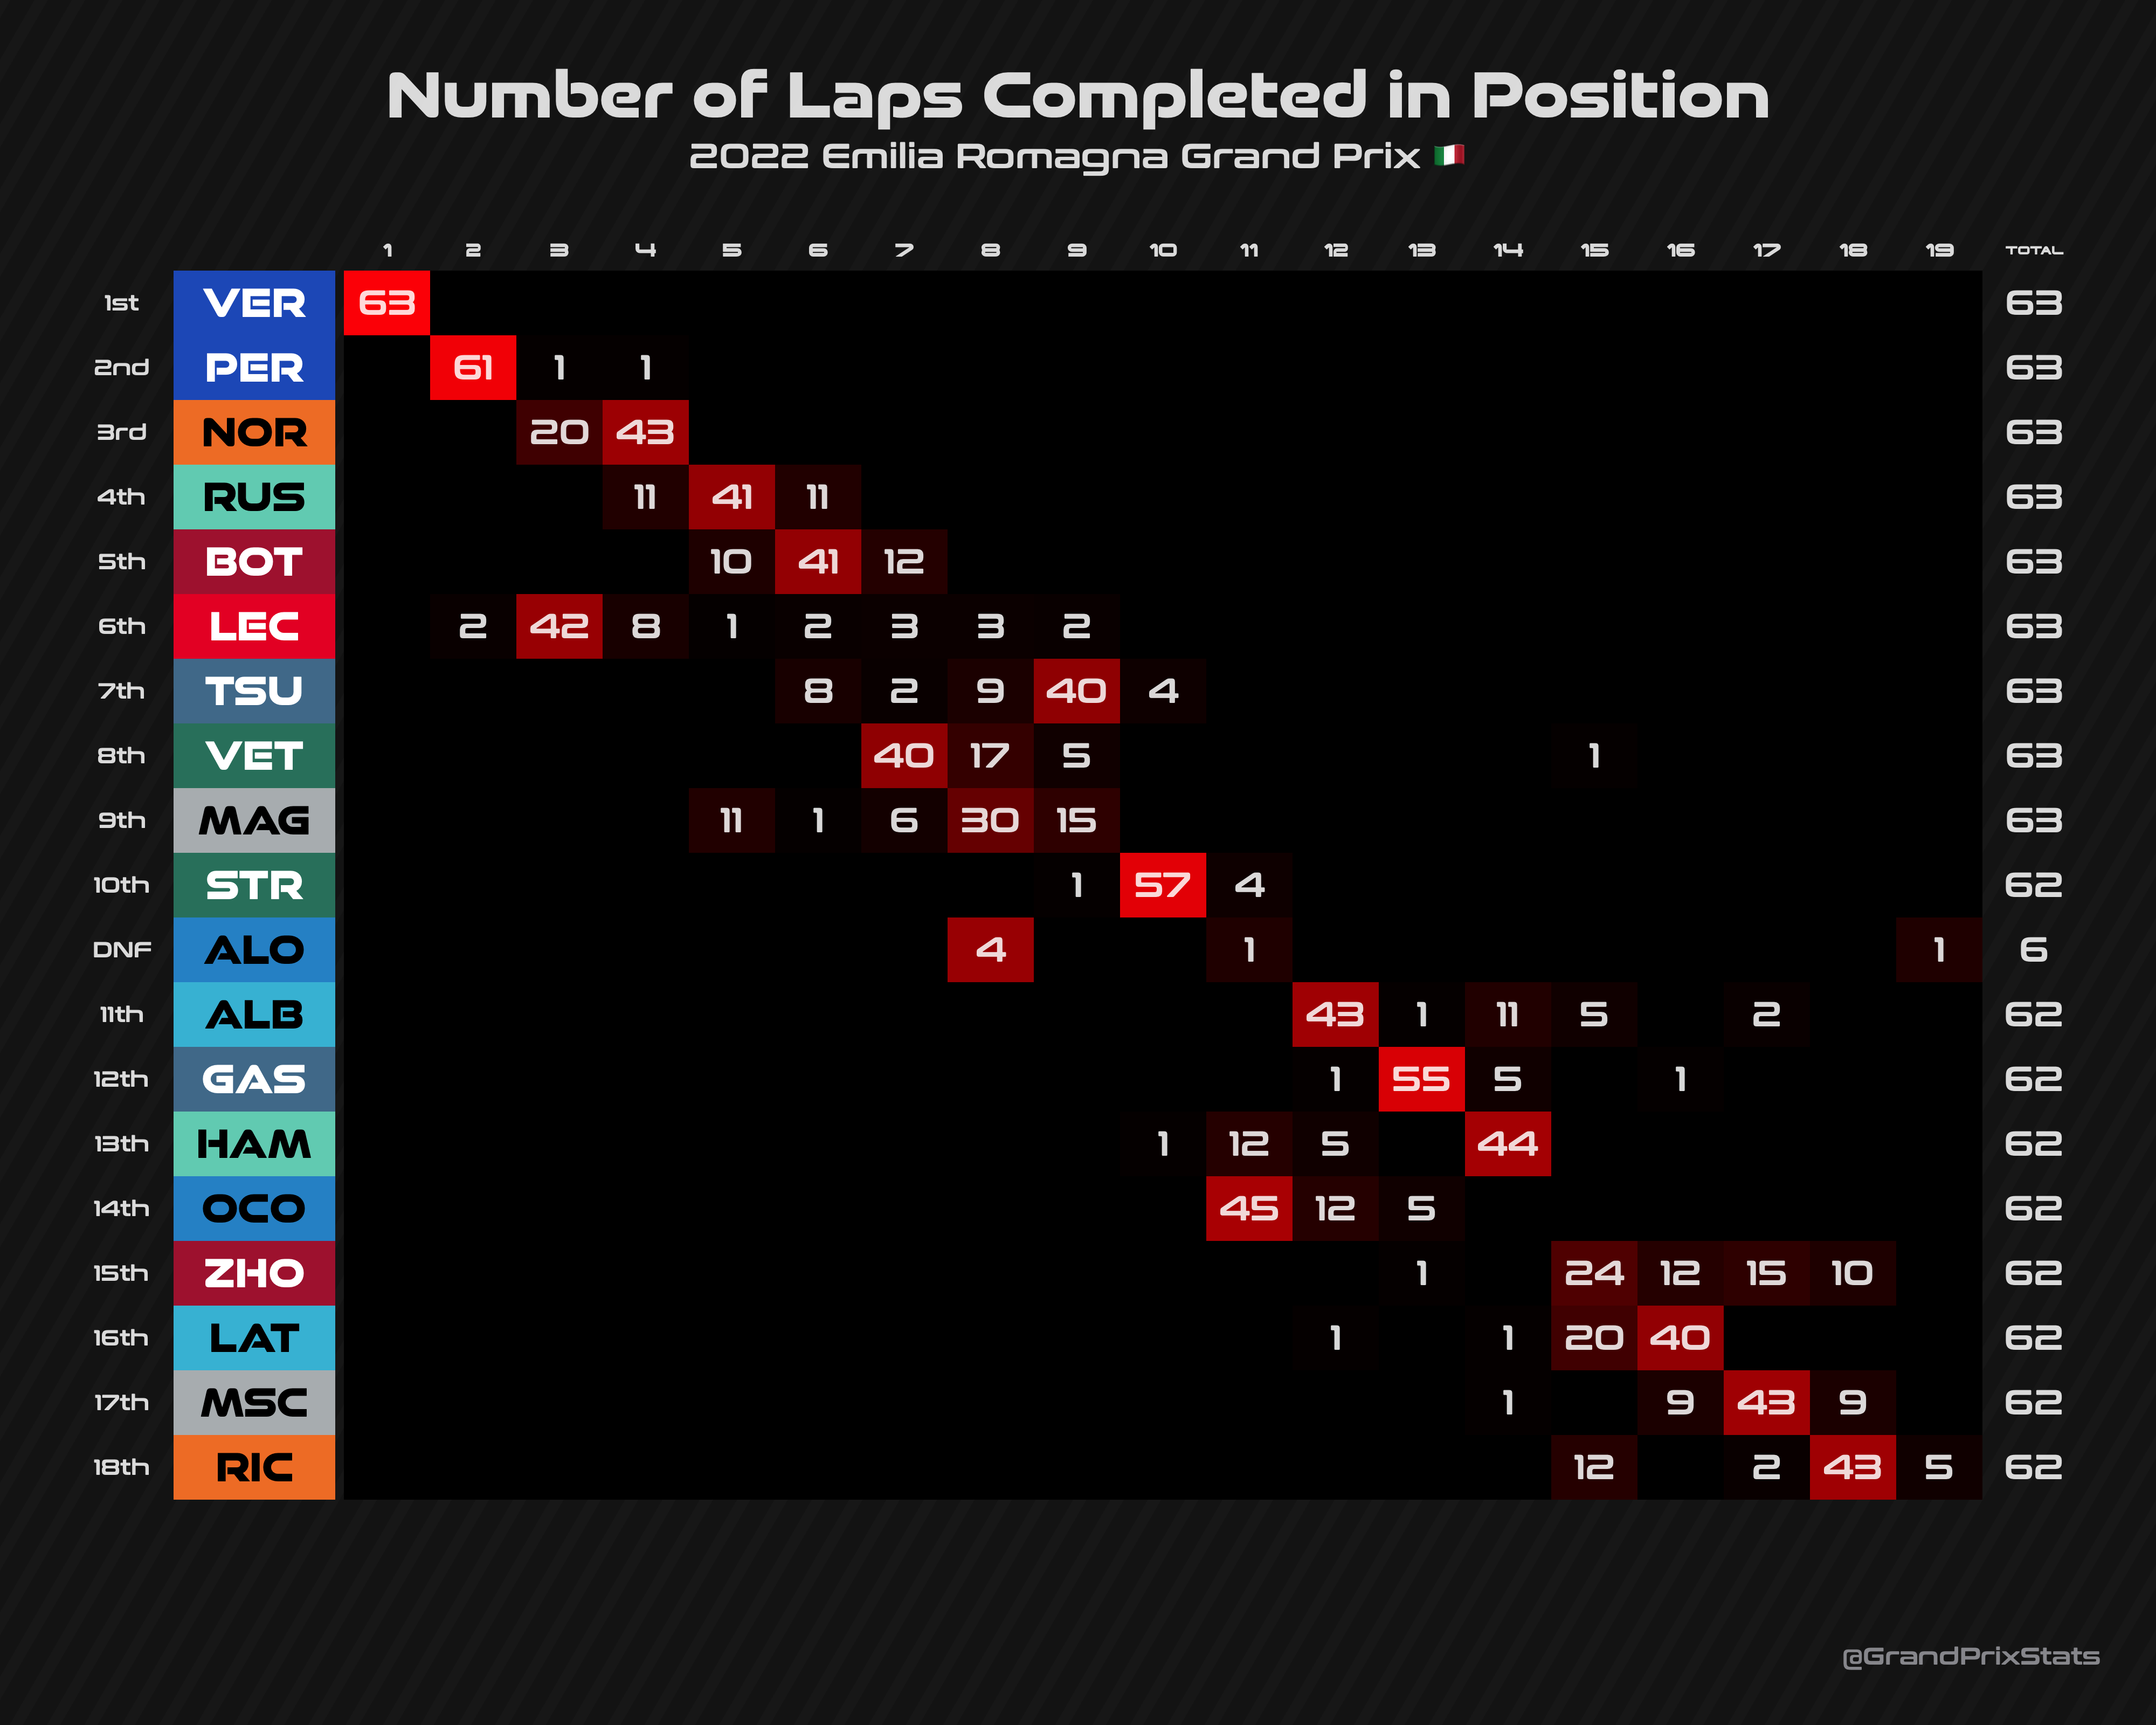 Number of Laps Completed in Position
2022 Emilia Romagna Grand Prix 🇮🇹
1 2 3 4 5 6 7 8 9 10 11 12 13 14 15 16 17 18 19 TOTAL
1st VER 63 63
2nd PER 61 1 1 63
3rd NOR 20 43 63
4th RUS 11 41 11 63
5th BOT 10 41 12 63
6th LEC 2 42 8 1 2 3 3 2 63
7th TSU 8 2 9 40 4 63
8th VET 40 17 5 1 63
9th MAG 11 1 6 30 15 63
10th STR 1 57 4 62
DNF ALO 4 1 1 6
11th ALB 43 1 11 5 2 62
12th GAS 1 55 5 1 62
13th HAM 1 12 5 44 62
14th OCO 45 12 5 62
15th ZHO 1 24 12 15 10 62
16th LAT 1 1 20 40 62
17th MSC 1 9 43 9 62
18th RIC 12 2 43 5 62
@GrandPrixStats